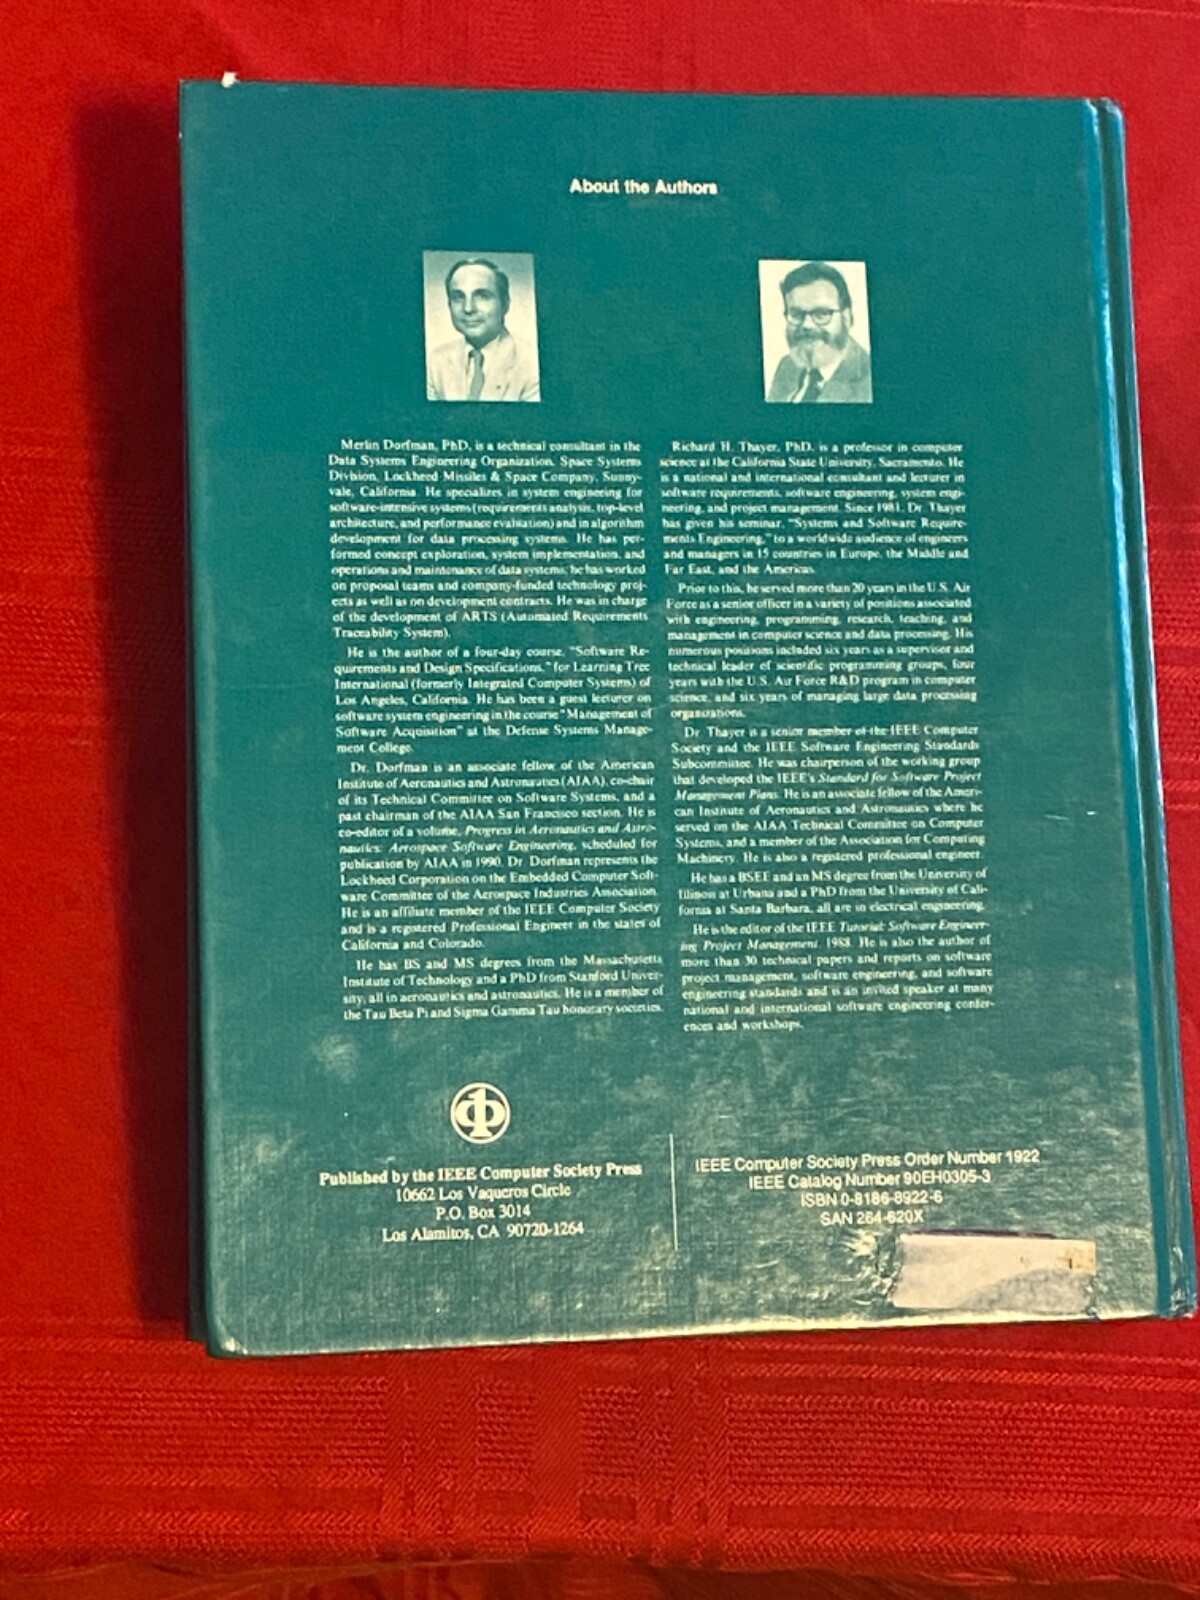 About the Authors
Merlin Dorfman, PhD, is a technical consultant in the
Data Systems Engineering Organization, Space Systems
Division, Lockheed Missiles & Space Company, Sunny-
vale, California. He specializes in system engineeing for
software-intensive systems (requirements analysis, top-level
architecture, and performance evaluation) and in algorithm
development for data processing systems. He has per-
formed concept exploration, system implementation, and
operations and maintenance of data systems; he has worked
on proposal teams and company-funded technology proj-
ects as well as on development contracts. He was in charge
of the development of ARTS (Automated Requirements
Traceability System).
He is the author of a four-day course, "Software Re-
quirements and Design Specifications," for Learning Tree
International (formerly Integrated Computer Systems) of
Los Angeles, California. He has been a guest lecturer on
software system engineering in the course "Management of
Software Acquisition" at the Defense Systems Manage-
ment College.
Dr. Dorfman is an associate fellow of the American
Institute of Aeronautics and Astronautics (AIAA), co-chair
of its Technical Committee on Software Systems, and a
past chairman of the AIAA San Francisco section. He is
co-editor of a volume, Progress in Aeronautics and Astro-
nautics: Aerospace Software Engineering, scheduled for
publication by AIAA in 1990. Dr. Dorfman represents the
Lockheed Corporation on the Embedded Computer Soft-
ware Committee of the Aerospace Industries Association.
He is an affiliate member of the IEEE Computer Society
and is a registered Professional Engineer in the states of
California and Colorado.
He has BS and MS degrees from the Massachusetts
Institute of Technology and a PhD from Stanford Univer-
sity, all in aeronautics and astronautics. He is a member of
the Tau Beta Pi and Sigma Gamma Tau honorary societies.
Richard H. Thayer, PhD, is a professor in computer
science at the California State University, Sacramento. He
is a national and international consultant and lecturer in
software requirements, software engineering, system engi-
neering, and project management. Since 1981, Dr. Thayer
has given his seminar, "Systems and Software Require-
ments Engineering," to a worldwide audience of engineers
and managers in 15 countries in Europe, the Middle and
Far East, and the Americas.
Prior to this, he served more than 20 years in the U.S. Air
Force as a senior officer in a variety of positions associated
with engineering, programming, research, teaching, and
management in computer science and data processing. His
numerous positions included six years as a supervisor and
technical leader of scientific programming groups, four
years with the U.S. Air Force R&D program in computer
science, and six years of managing large data processing
organizations.
Dr. Thayer is a senior member of the IEEE Computer
Society and the IEEE Software Engineering Standards
Subcommittee. He was chairperson of the working group
that developed the IEEE's Standard for Software Project
Management Plans. He is an associate fellow of the Ameri-
can Institute of Aeronautics and Astronautics where he
served on the AIAA Technical Committee on Computer
Systems, and a member of the Association for Computing
Machinery. He is also a registered professional engineer.
He has a BSEE and an MS degree from the University of
Illinois at Urbana and a PhD from the University of Cali-
fornia at Santa Barbara, all are in electrical engineering.
He is the editor of the IEEE Tutorial: Software Engineer-
ing Project Management, 1988. He is also the author of
more than 30 technical papers and reports on software
project management, software engineering, and software
engineering standards and is an invited speaker at many
national and international software engineering confer-
ences and workshops.
Published by the IEEE Computer Society Press
10662 Los Vaqueros Circle
P.O. Box 3014
Los Alamitos, CA 90720-1264
IEEE Computer Society Press Order Number 1922
IEEE Catalog Number 90EH0305-3
ISBN 0-8186-8922-6
SAN 264-620X